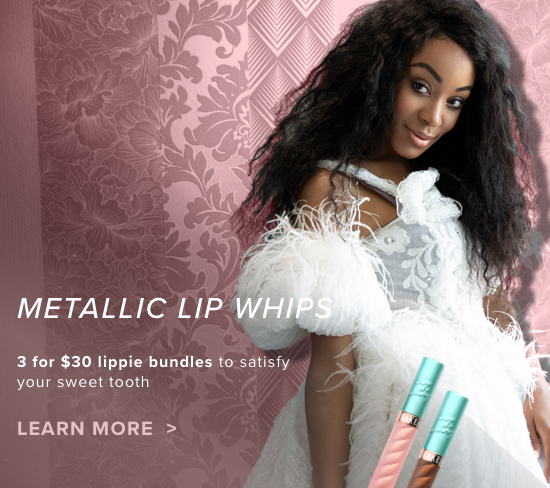 METALLIC LIP WHIPS
3 for $30 lippie bundles to satisfy
your sweet tooth
LEARN MORE >